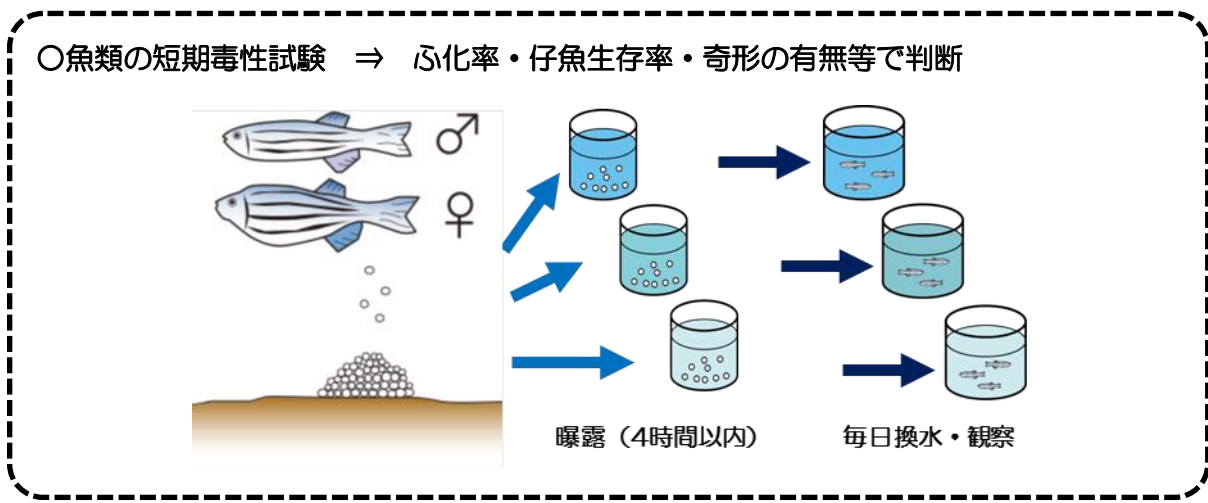 ○魚類の短期毒性試験　⇒　ふ化率・仔魚生存率・奇形の有無等で判断
♂
♀
曝露（4時間以内）
毎日換水・観察